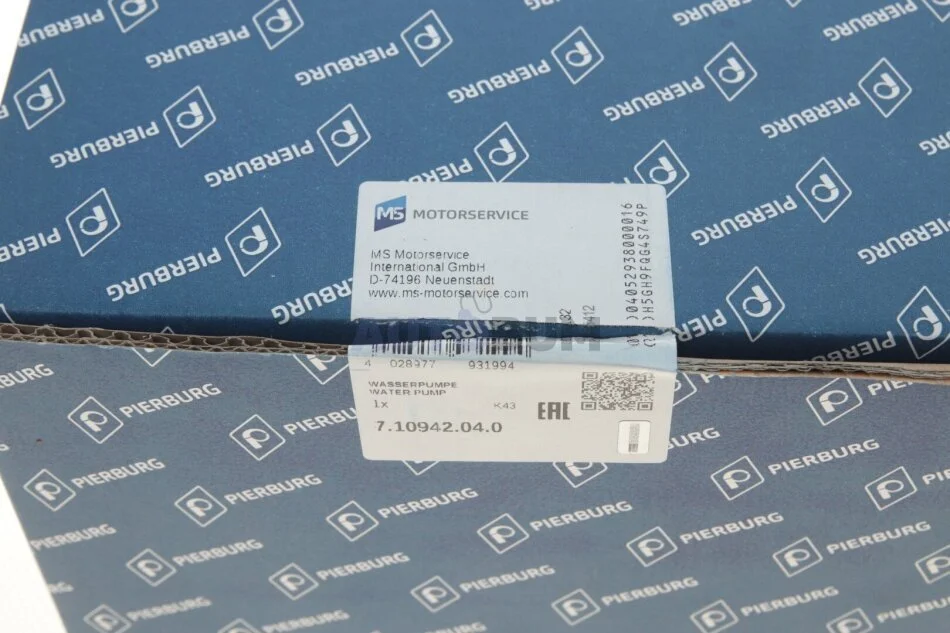 PIERBURG
MS MOTORSERVICE
MS Motorservice
International GmbH
D-74196 Neuenstadt
www.ms-motorservice.com
4 028977 931994
WASSERPUMPE
WATER PUMP
1x
K43
EAC
7.10942.04.0